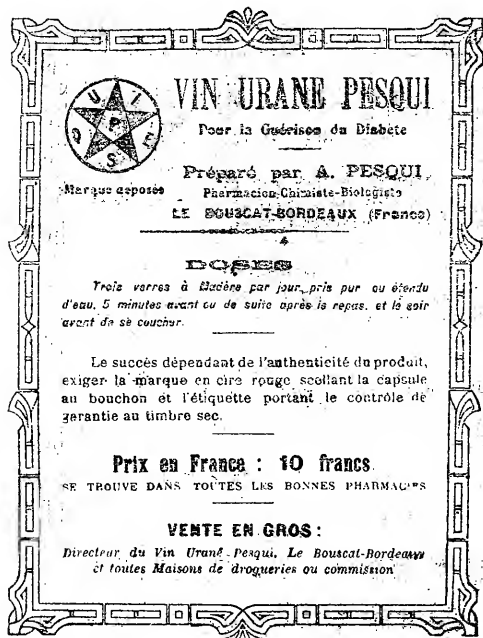 VIN URANÉ PESQUI
Pour la Guérison du Diabète
P
Marque déposée
Préparé par A. PESQUI
Pharmacien-Chimiste-Biologiste
LE BOUSCAT-BORDEAUX (France)
DOSES
Trois verres à Madère par jour, pris pur ou étendu
d'eau, 5 minutes avant ou de suite après le repas, et le soir
avant de se coucher.
Le succès dépendant de l'authenticité du produit,
exiger la marque en cire rouge scellant la capsule
au bouchon et l'étiquette portant le contrôle de
garantie au timbre sec.
Prix en France : 10 francs
SE TROUVE DANS TOUTES LES BONNES PHARMACIES
VENTE EN GROS :
Directeur du Vin Urané-Pesqui, Le Bouscat-Bordeaux
et toutes Maisons de drogueries ou commission